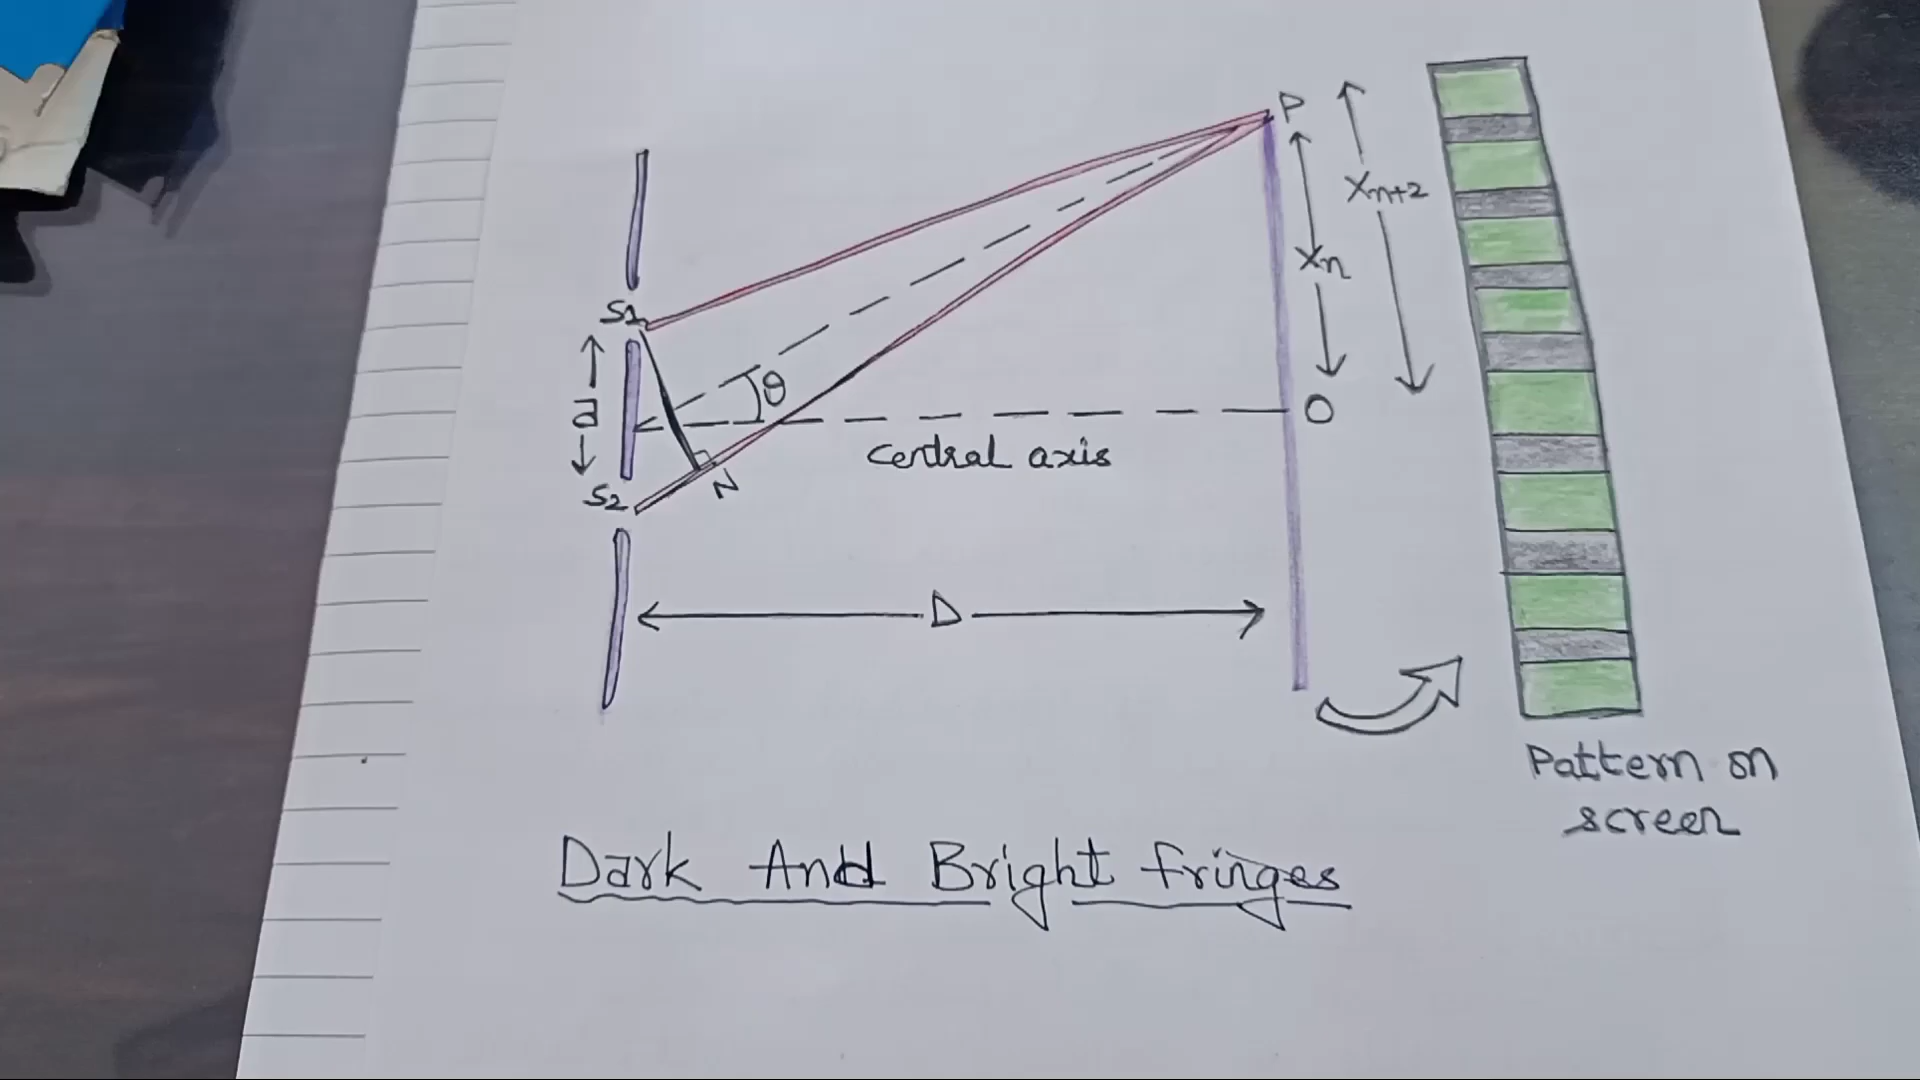 P
Xn+2
Xn
S1
θ
a
O
central axis
S2
N
D
Pattern on
screen
Dark And Bright fringes